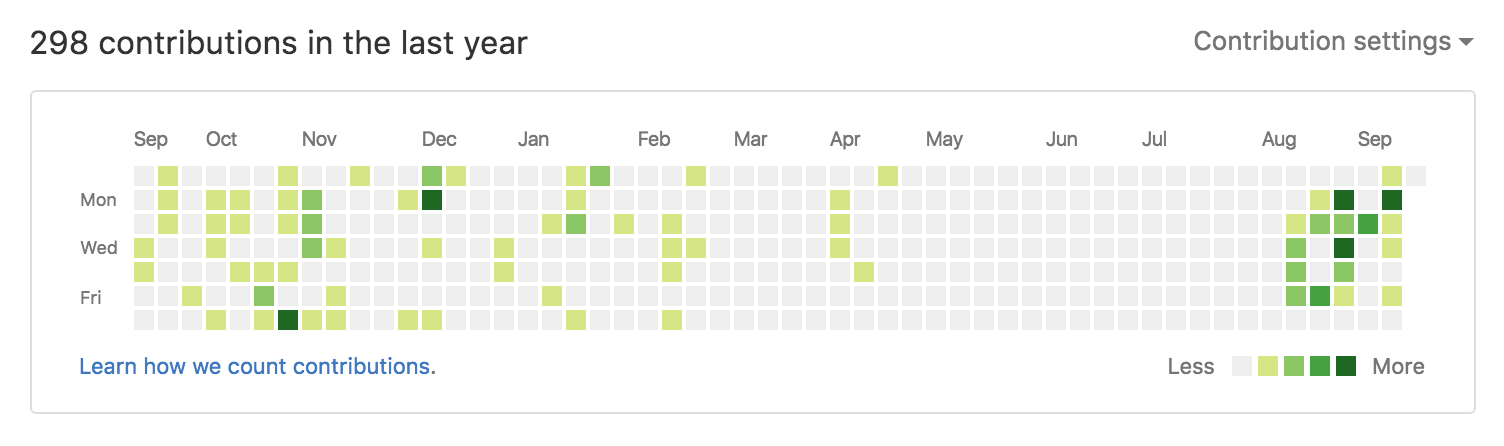 298 contributions in the last year
Contribution settings
Sep Oct Nov Dec Jan Feb Mar Apr May Jun Jul Aug Sep
Mon
Wed
Fri
Learn how we count contributions.
Less More